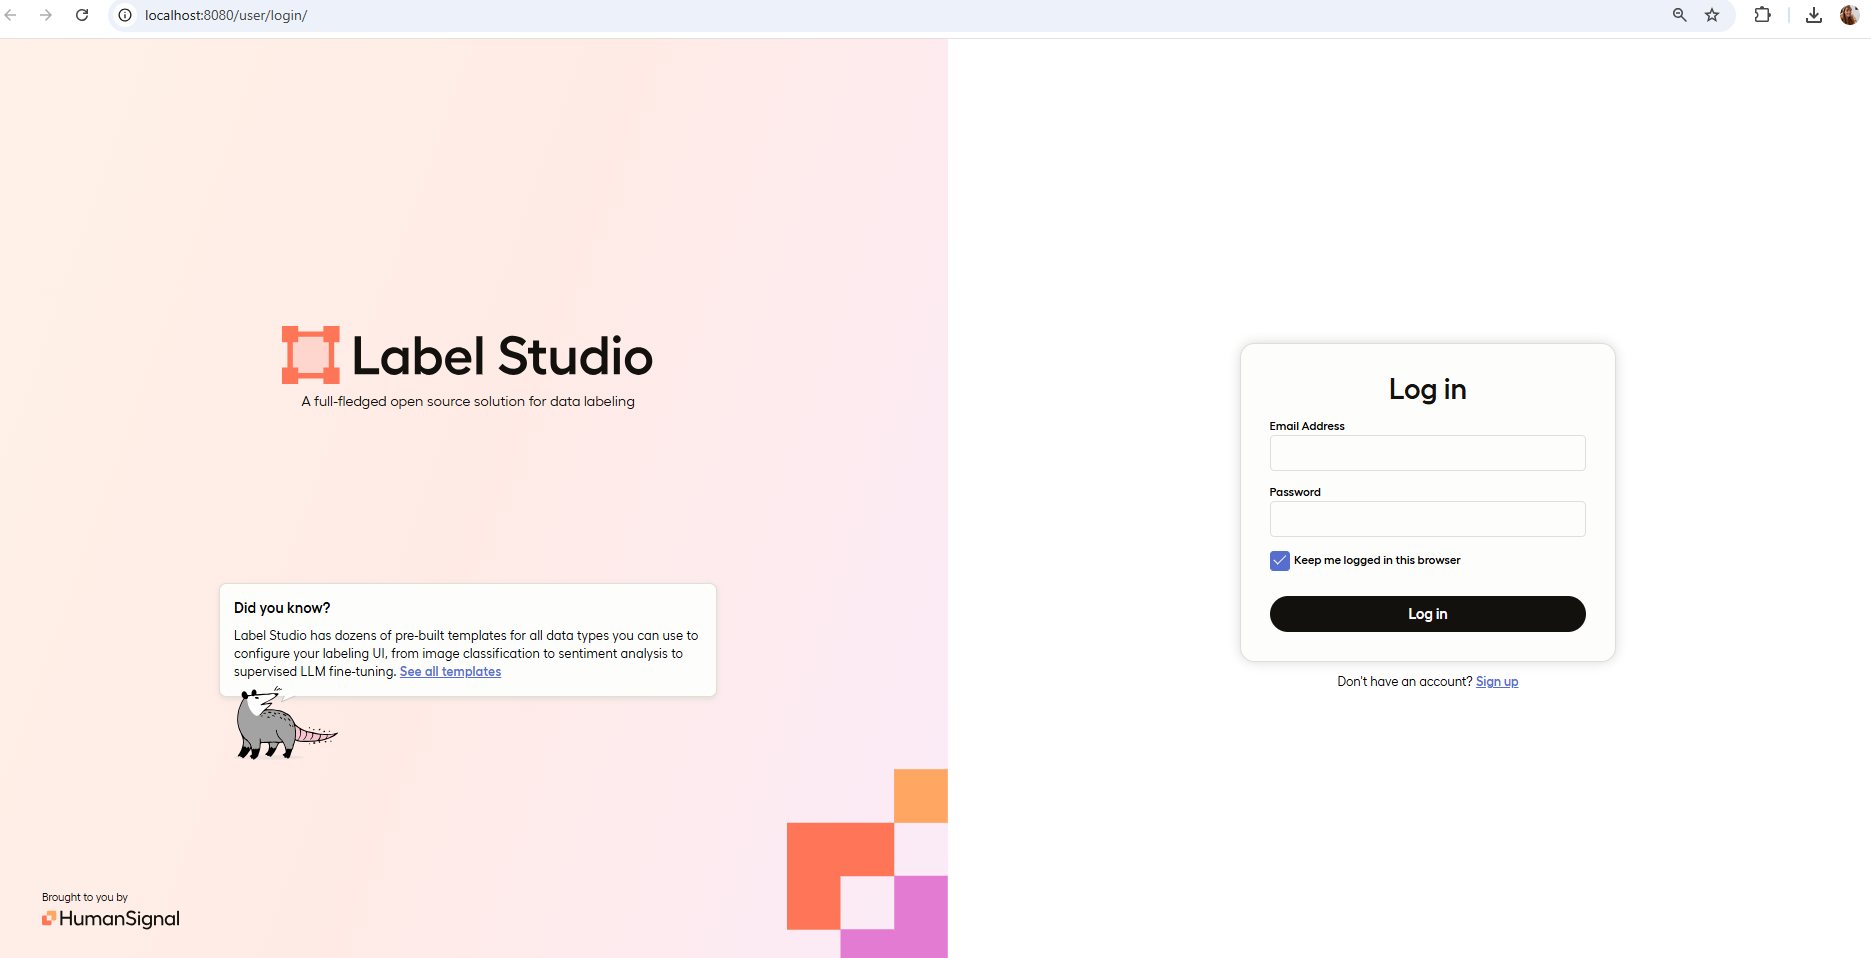 localhost:8080/user/login/
Label Studio
A full-fledged open source solution for data labeling
Did you know?
Label Studio has dozens of pre-built templates for all data types you can use to
configure your labeling UI, from image classification to sentiment analysis to
supervised LLM fine-tuning. See all templates
Brought to you by
HumanSignal
Log in
Email Address
Password
Keep me logged in this browser
Log in
Don't have an account? Sign up